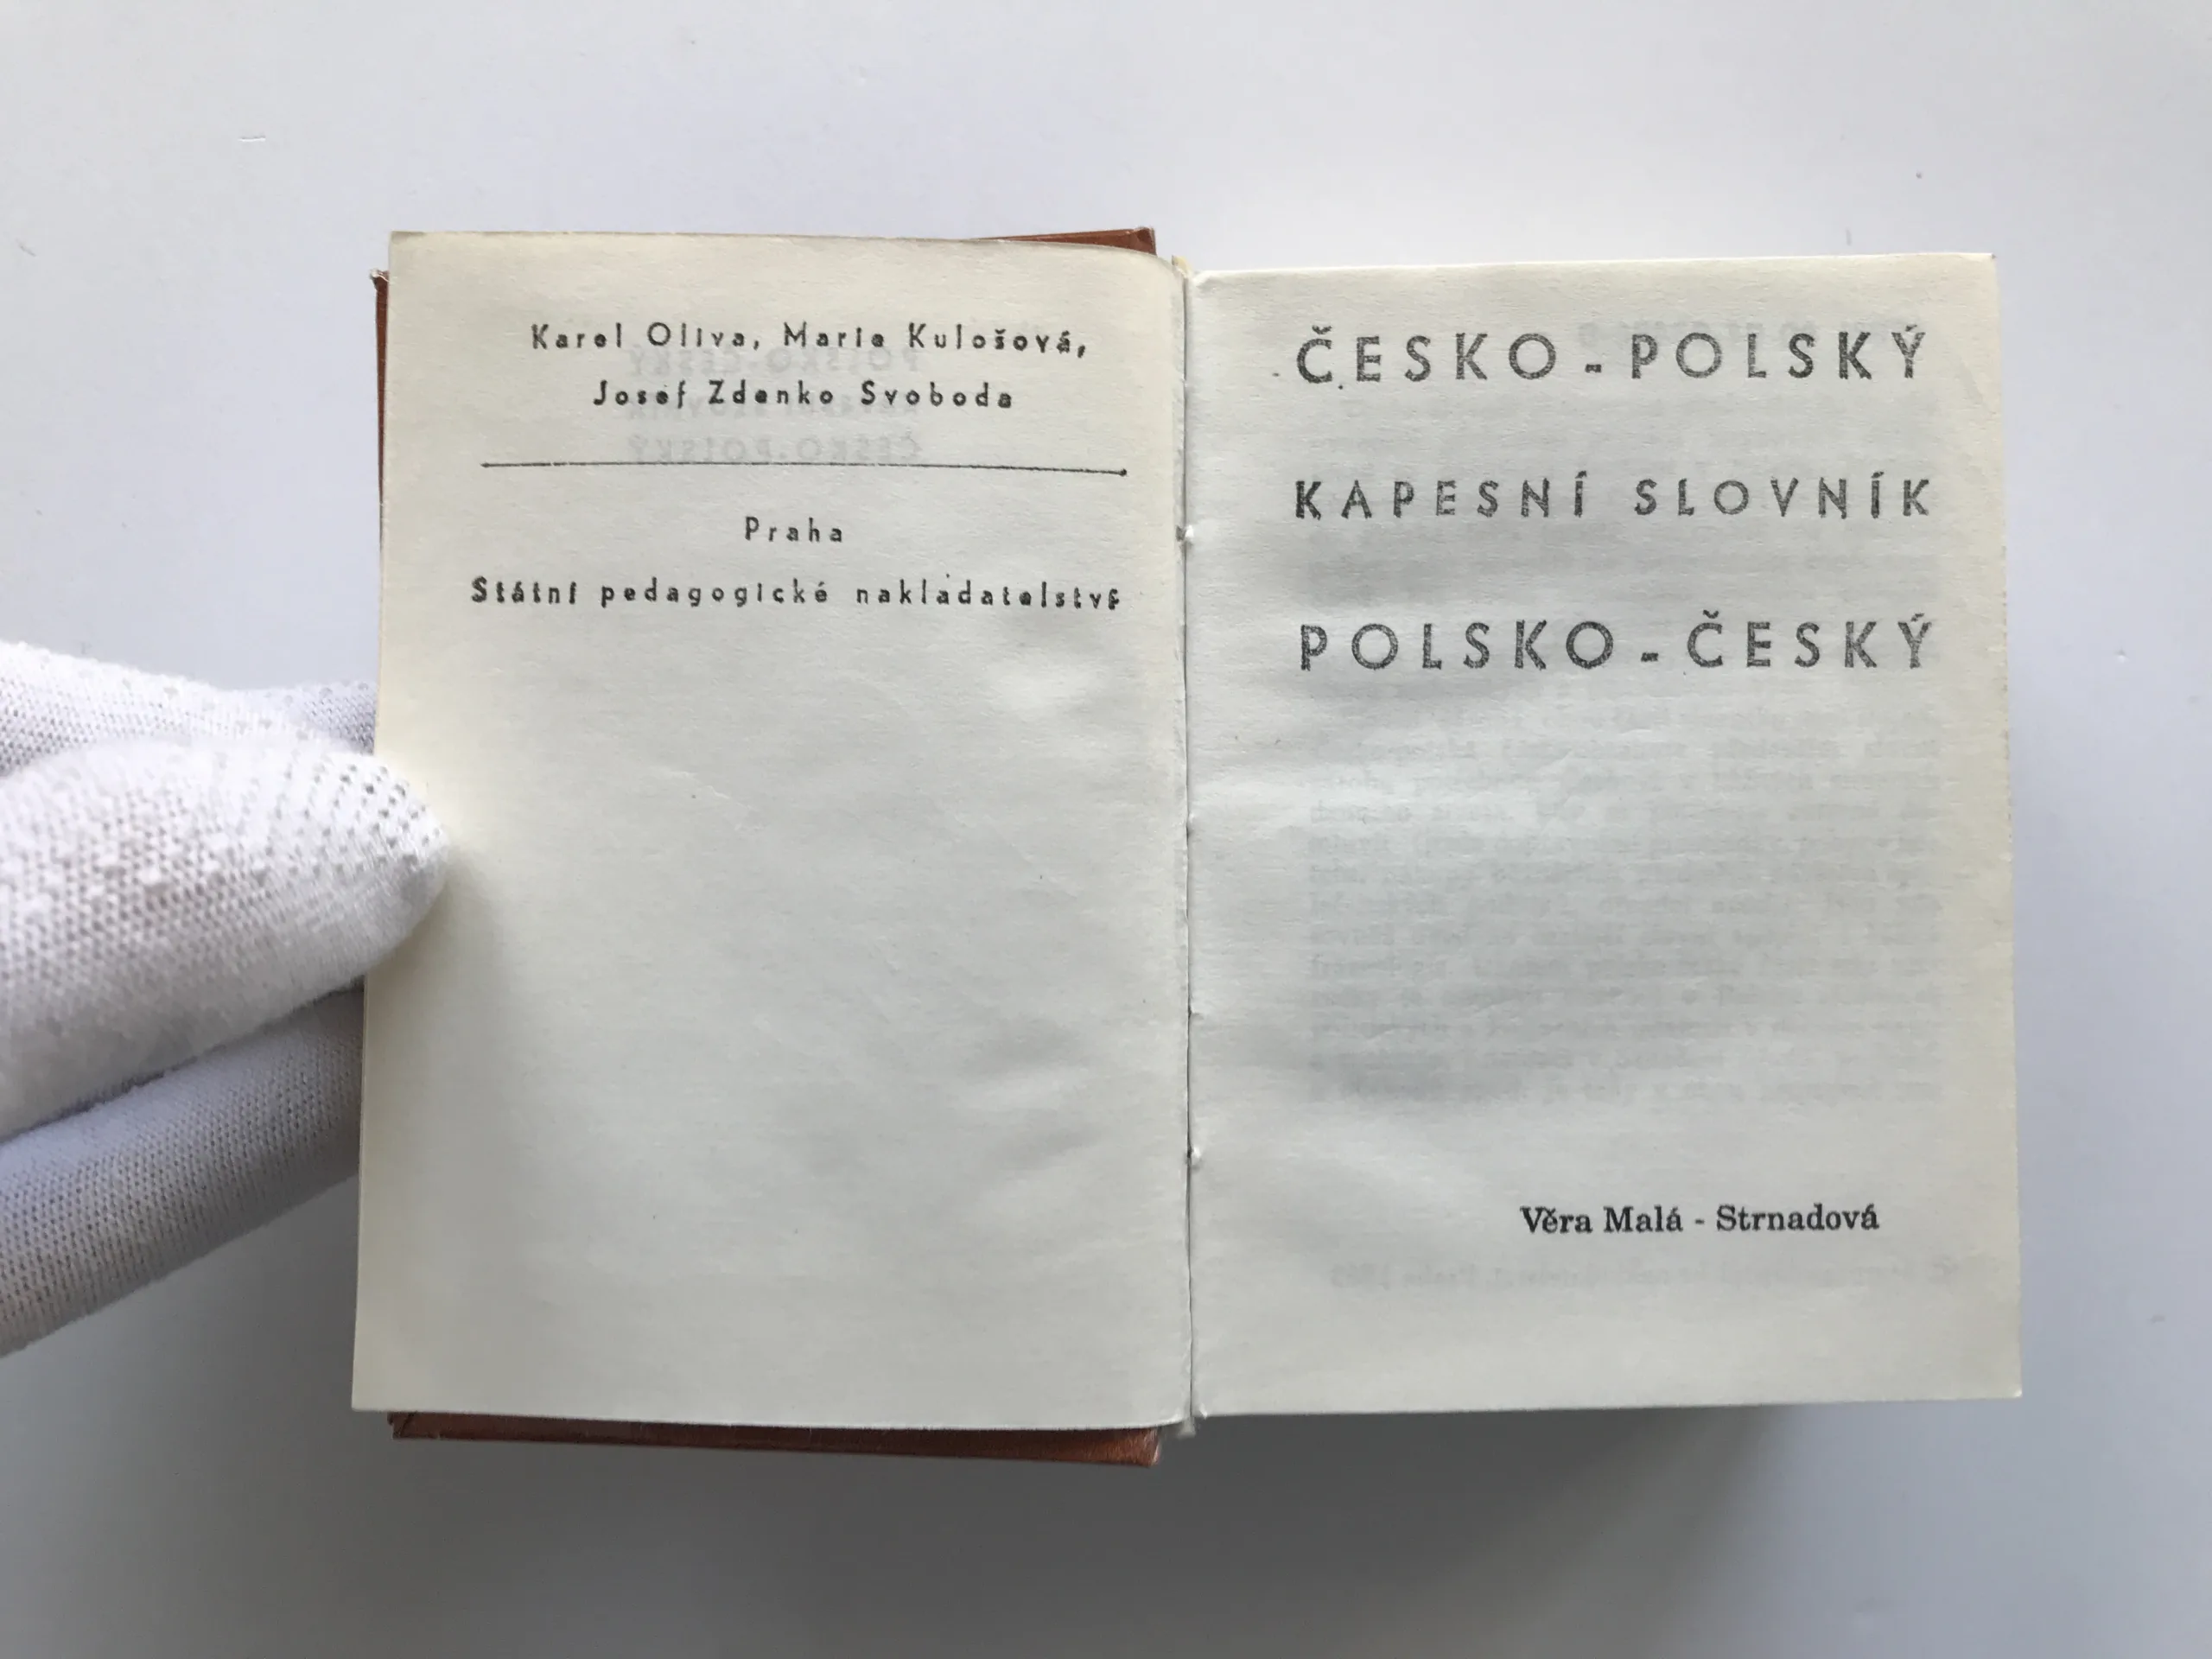 Karel Oliva, Marie Kulošová,
Josef Zdenko Svoboda
Praha
Státní pedagogické nakladatelství
ČESKO-POLSKÝ
KAPESNÍ SLOVNÍK
POLSKO-ČESKÝ
Věra Malá - Strnadová